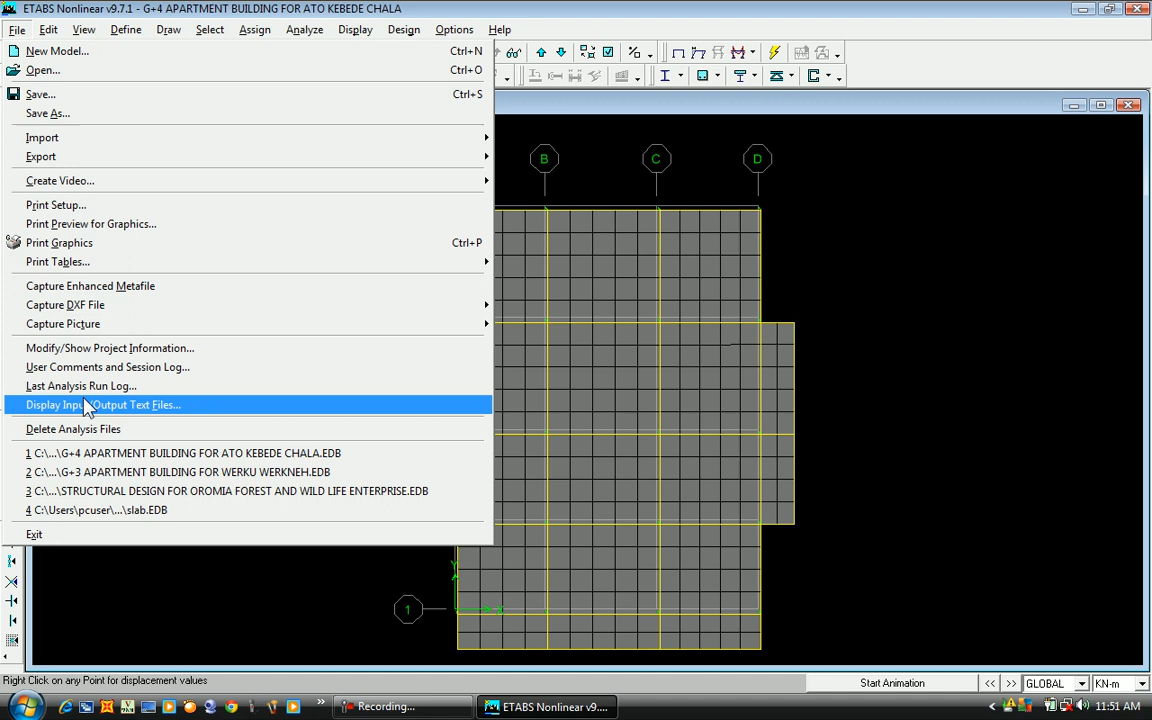 ETABS Nonlinear v9.7.1 - G+4 APARTMENT BUILDING FOR ATO KEBEDE CHALA
File Edit View Define Draw Select Assign Analyze Display Design Options Help
New Model... Ctrl+N
Open...
Save... Ctrl+S
Save As...
Import
Export
Create Video...
Print Setup...
Print Preview for Graphics...
Print Graphics Ctrl+P
Print Tables...
Capture Enhanced Metafile
Capture DXF File
Capture Picture
Modify/Show Project Information...
User Comments and Session Log...
Last Analysis Run Log...
Display Input/Output Text Files...
Delete Analysis Files
1 C:\...\G+4 APARTMENT BUILDING FOR ATO KEBEDE CHALA.EDB
2 C:\...\G+3 APARTMENT BUILDING FOR WERKU WERKNEH.EDB
3 C:\...\STRUCTURAL DESIGN FOR OROMIA FOREST AND WILD LIFE ENTERPRISE.EDB
4 C:\Users\pcuser\...\slab.EDB
Exit
B C D
Y
X
1
Right Click on any Point for displacement values
Start Animation << >> GLOBAL KN-m
Recording... ETABS Nonlinear v9.... 11:51 AM